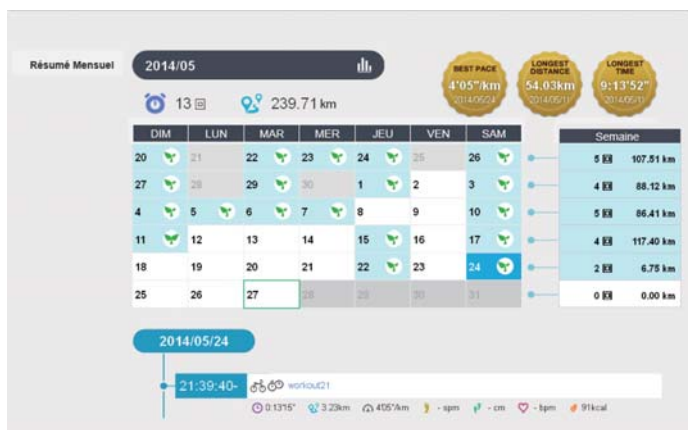 Résumé Mensuel
2014/05
BEST PACE
4'05"/km
2014/05/24
LONGEST
DISTANCE
54.03km
2014/05/11
LONGEST
TIME
9:13'52"
2014/05/11
13
239.71 km
DIM LUN MAR MER JEU VEN SAM
Semaine
20 21 22 23 24 25 26 5 107.51 km
27 28 29 30 1 2 3 4 88.12 km
4 5 6 7 8 9 10 5 86.41 km
11 12 13 14 15 16 17 4 117.40 km
18 19 20 21 22 23 24 2 6.75 km
25 26 27 28 29 30 31 0 0.00 km
2014/05/24
21:39:40-
workout21
0:13'15" 3.23km 4'05"/km - spm - cm - bpm 91kcal